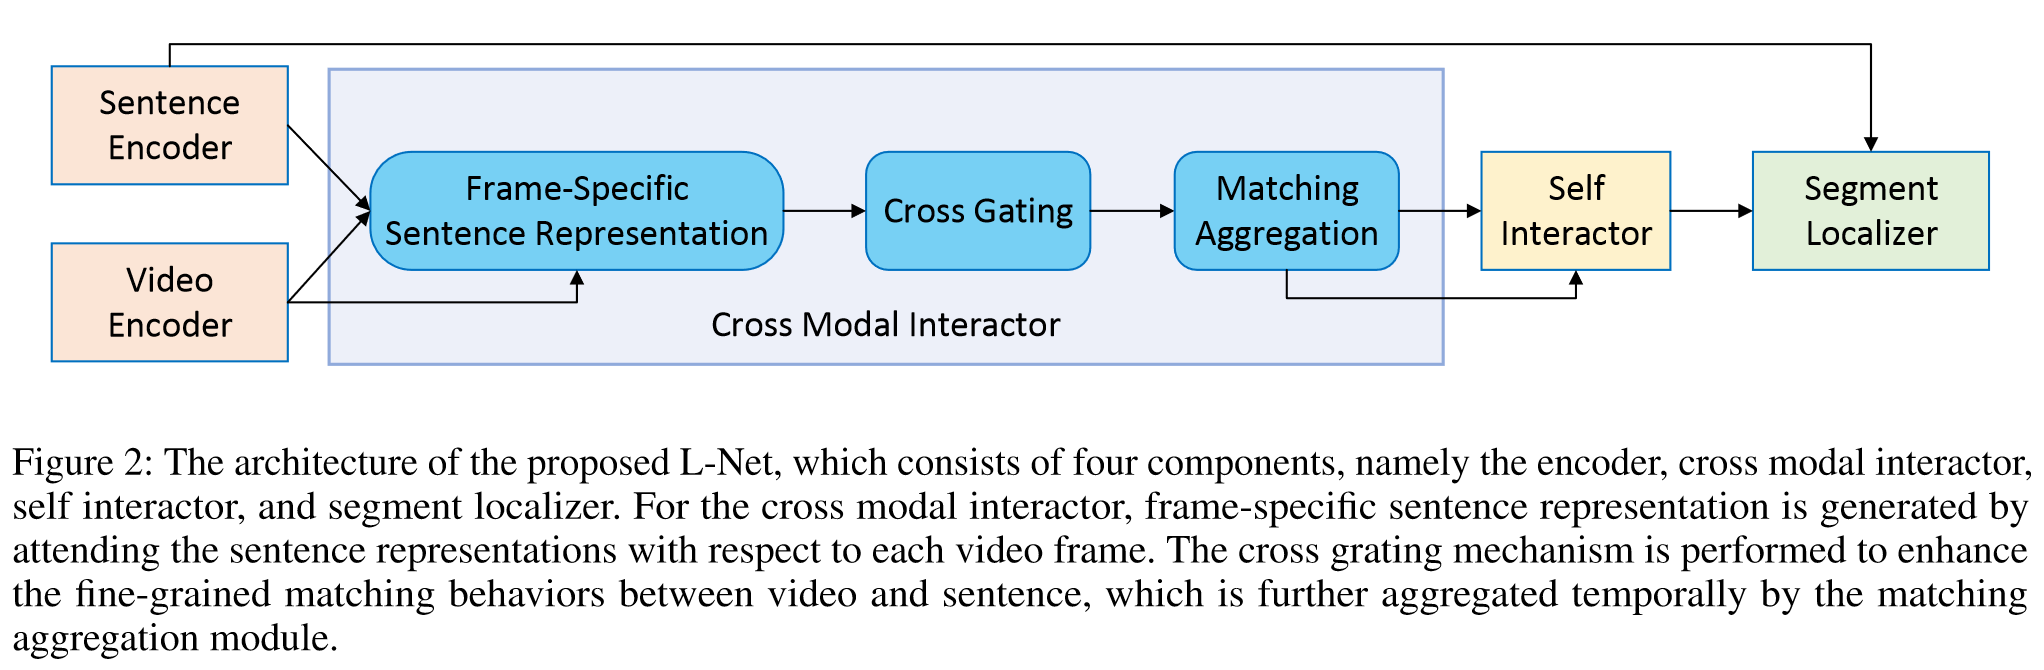 Sentence
Encoder
Video
Encoder
Frame-Specific
Sentence Representation
Cross Gating
Matching
Aggregation
Cross Modal Interactor
Self
Interactor
Segment
Localizer
Figure 2: The architecture of the proposed L-Net, which consists of four components, namely the encoder, cross modal interactor,
self interactor, and segment localizer. For the cross modal interactor, frame-specific sentence representation is generated by
attending the sentence representations with respect to each video frame. The cross grating mechanism is performed to enhance
the fine-grained matching behaviors between video and sentence, which is further aggregated temporally by the matching
aggregation module.